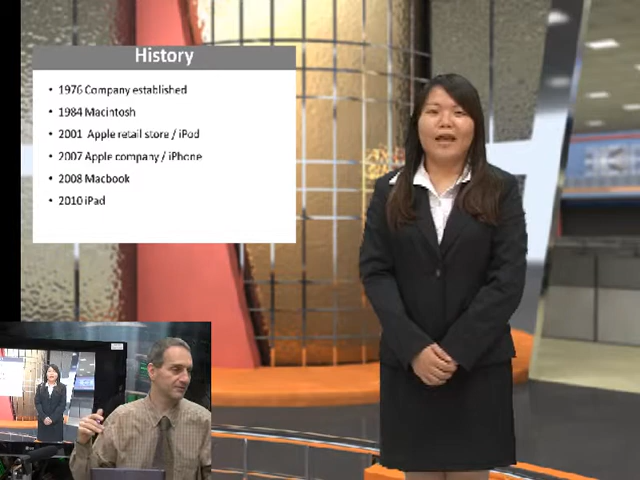 History
• 1976 Company established
• 1984 Macintosh
• 2001 Apple retail store / iPod
• 2007 Apple company / iPhone
• 2008 Macbook
• 2010 iPad